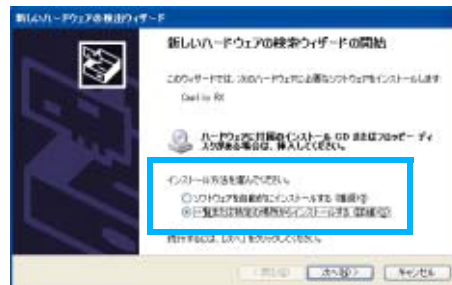 新しいハードウェアの検出ウィザード
新しいハードウェアの検索ウィザードの開始
このウィザードでは、次のハードウェアに必要なソフトウェアをインストールします:
ハードウェアに付属のインストール CD またはフロッピー ディ
スクがある場合は、挿入してください。
インストール方法を選んでください。
ソフトウェアを自動的にインストールする (推奨)(I)
一覧または特定の場所からインストールする (詳細)(S)
続行するには、[次へ] をクリックしてください。
次へ(N) >
キャンセル